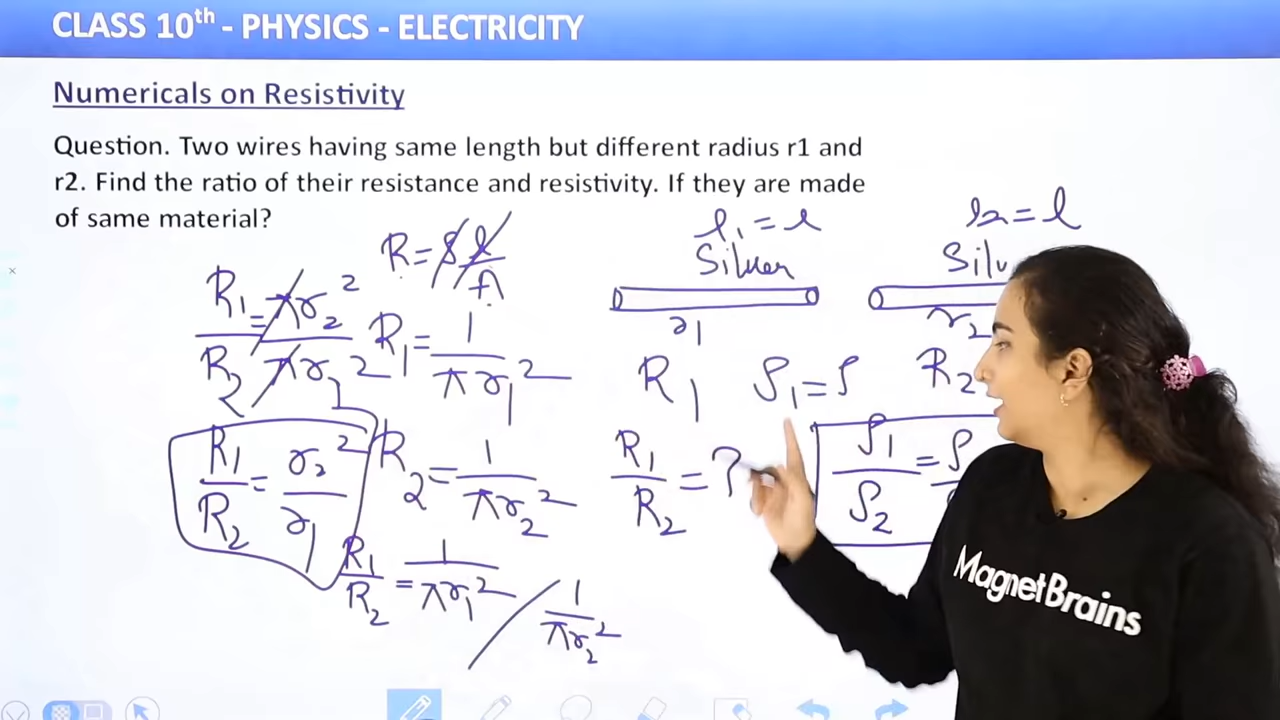 CLASS 10th - PHYSICS - ELECTRICITY
Numericals on Resistivity
Question. Two wires having same length but different radius r1 and
r2. Find the ratio of their resistance and resistivity. If they are made
of same material?
R = ρ l / A
l₁ = l
Silver
r₁
l₂ = l
Silv
r₂
R₁/R₂ = πr₂² / πr₁²
R₁ = 1/πr₁²
R₁ ρ₁ = ρ
R₂
R₁/R₂ = r₂²/r₁
R₂ = 1/πr₂²
R₁/R₂ = ?
ρ₁/ρ₂ = ρ
R₁/R₂ = 1/πr₁² / 1/πr₂²
MagnetBrains